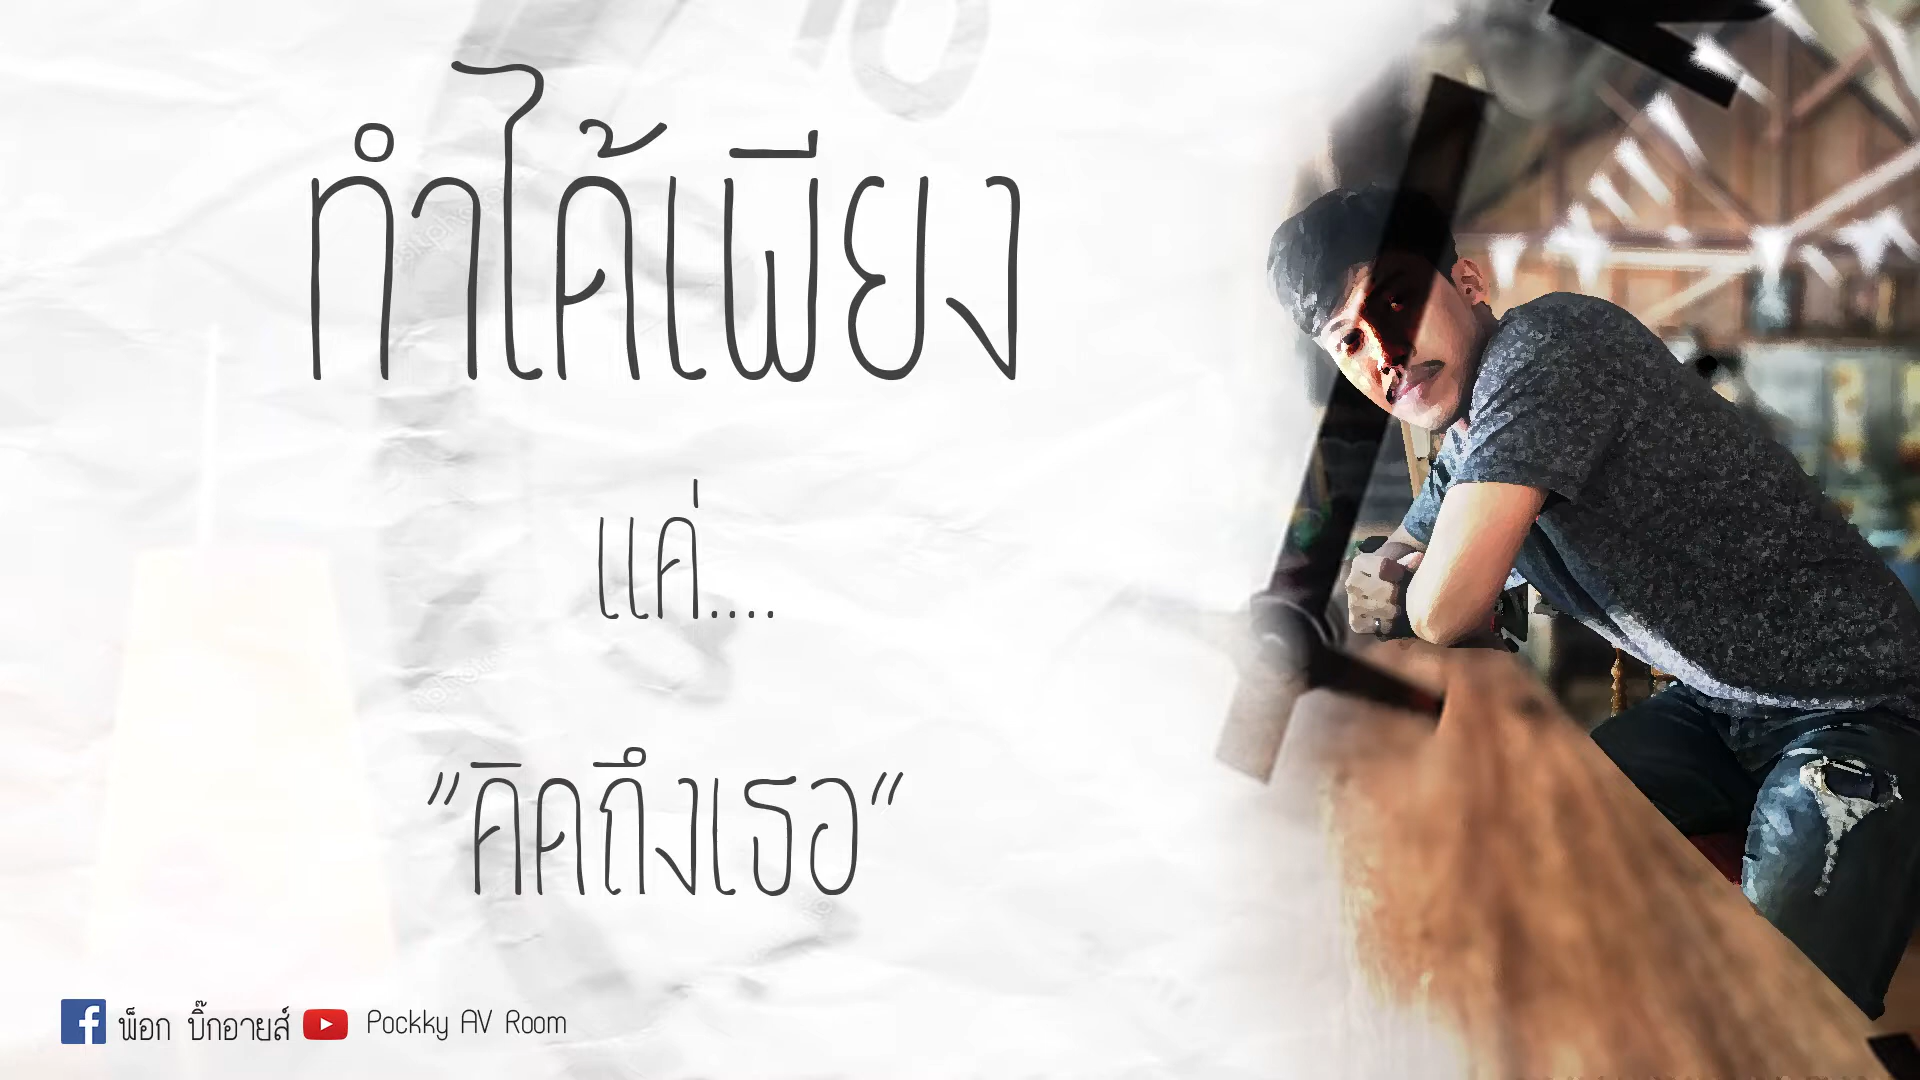 ทำได้เพียง
แค่....
"คิดถึงเธอ"
พ็อก บิ๊กอายส์ Pockky AV Room